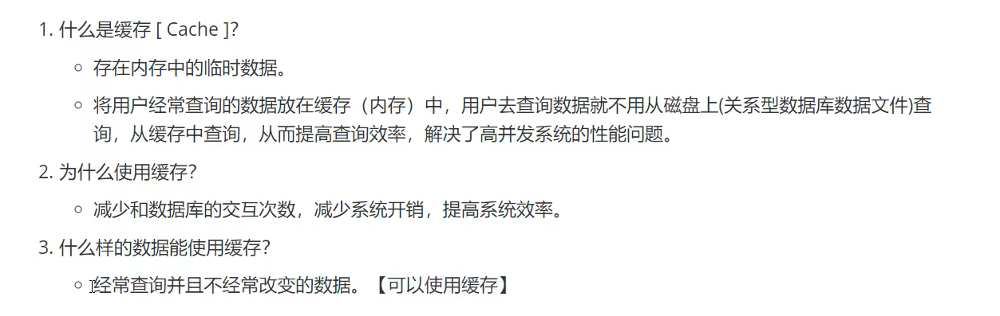 1. 什么是缓存 [ Cache ]？
○ 存在内存中的临时数据。
○ 将用户经常查询的数据放在缓存（内存）中，用户去查询数据就不用从磁盘上(关系型数据库数据文件)查
询，从缓存中查询，从而提高查询效率，解决了高并发系统的性能问题。
2. 为什么使用缓存？
○ 减少和数据库的交互次数，减少系统开销，提高系统效率。
3. 什么样的数据能使用缓存？
○ 经常查询并且不经常改变的数据。【可以使用缓存】